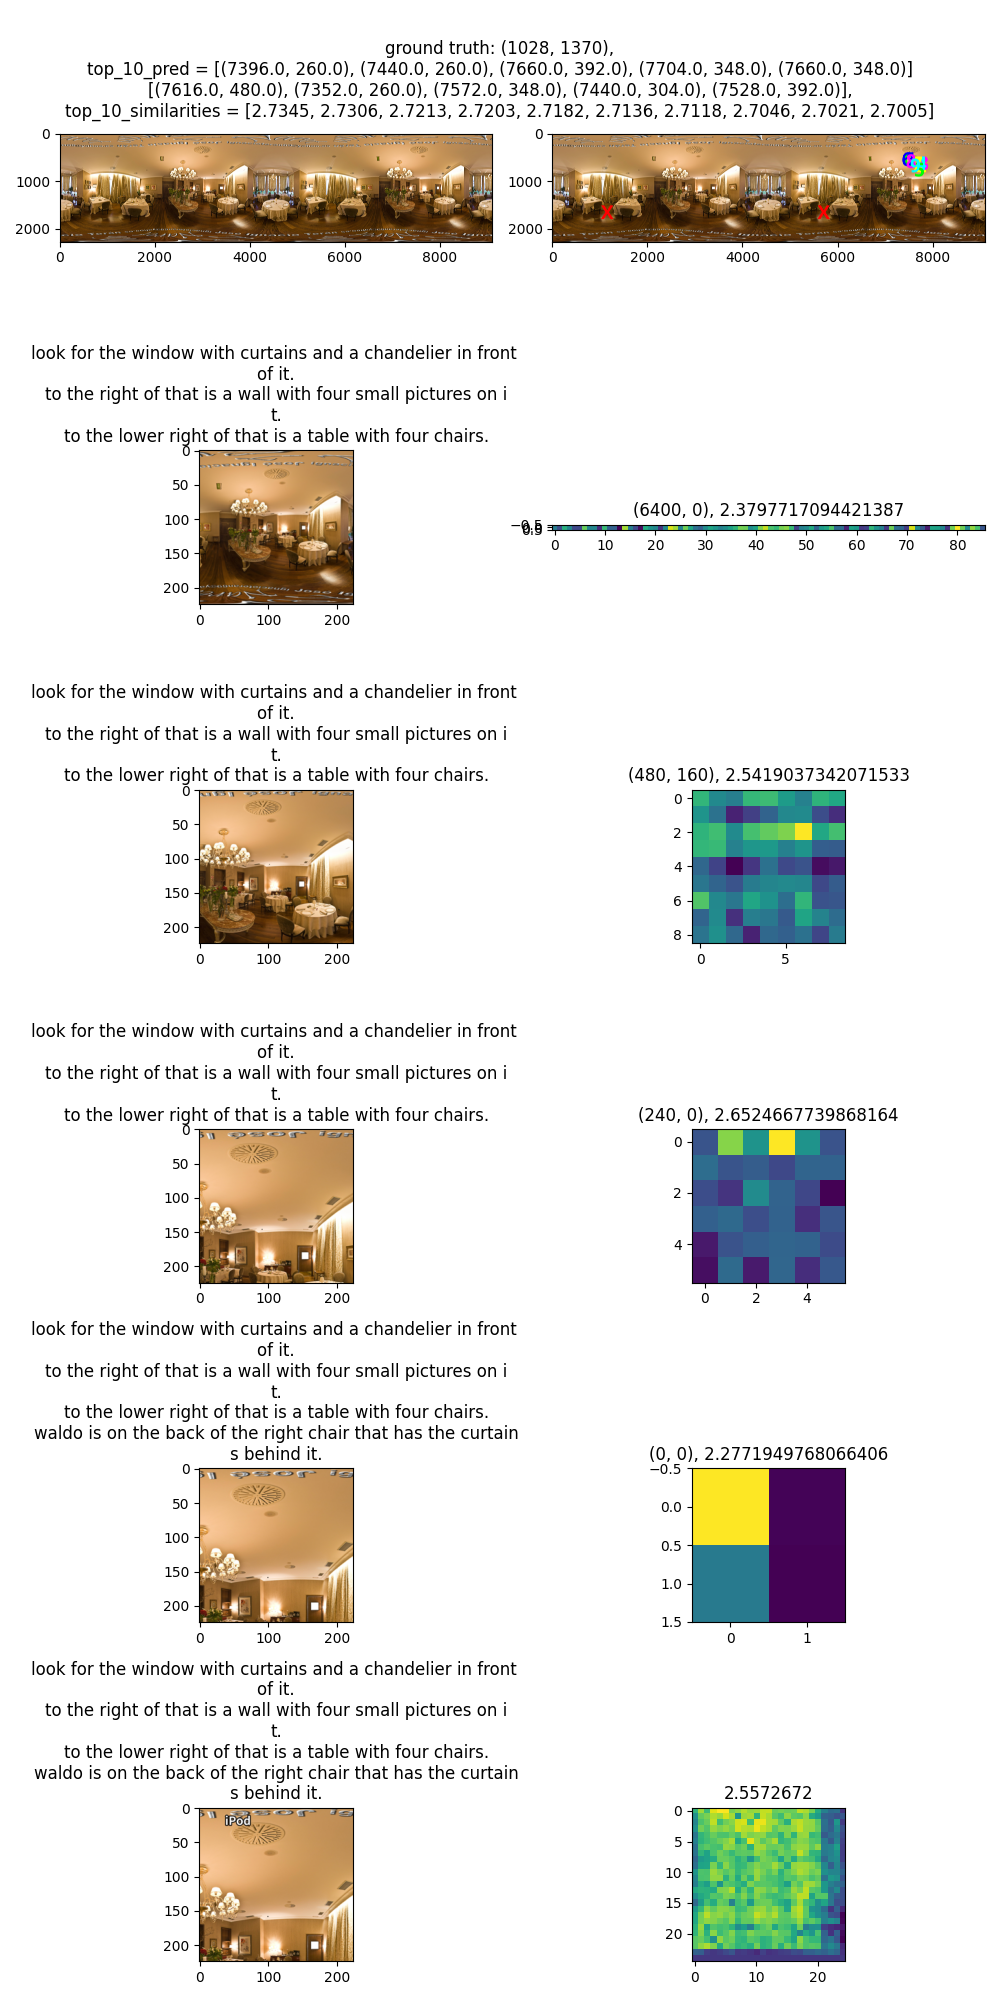 ground truth: (1028, 1370),
top_10_pred = [(7396.0, 260.0), (7440.0, 260.0), (7660.0, 392.0), (7704.0, 348.0), (7660.0, 348.0)]
[(7616.0, 480.0), (7352.0, 260.0), (7572.0, 348.0), (7440.0, 304.0), (7528.0, 392.0)],
top_10_similarities = [2.7345, 2.7306, 2.7213, 2.7203, 2.7182, 2.7136, 2.7118, 2.7046, 2.7021, 2.7005]
0
1000
2000
0 2000 4000 6000 8000
0
1000
2000
0 2000 4000 6000 8000
look for the window with curtains and a chandelier in front
of it.
to the right of that is a wall with four small pictures on i
t.
to the lower right of that is a table with four chairs.
0
50
100
150
200
0 100 200
(6400, 0), 2.3797717094421387
−0.5
0.5
0 10 20 30 40 50 60 70 80
look for the window with curtains and a chandelier in front
of it.
to the right of that is a wall with four small pictures on i
t.
to the lower right of that is a table with four chairs.
0
50
100
150
200
0 100 200
(480, 160), 2.5419037342071533
0
2
4
6
8
0 5
look for the window with curtains and a chandelier in front
of it.
to the right of that is a wall with four small pictures on i
t.
to the lower right of that is a table with four chairs.
0
50
100
150
200
0 100 200
(240, 0), 2.6524667739868164
0
2
4
0 2 4
look for the window with curtains and a chandelier in front
of it.
to the right of that is a wall with four small pictures on i
t.
to the lower right of that is a table with four chairs.
waldo is on the back of the right chair that has the curtain
s behind it.
0
50
100
150
200
0 100 200
(0, 0), 2.2771949768066406
−0.5
0.0
0.5
1.0
1.5
0 1
look for the window with curtains and a chandelier in front
of it.
to the right of that is a wall with four small pictures on i
t.
to the lower right of that is a table with four chairs.
waldo is on the back of the right chair that has the curtain
s behind it.
0
50
100
150
200
iPod
0 100 200
2.5572672
0
5
10
15
20
0 10 20